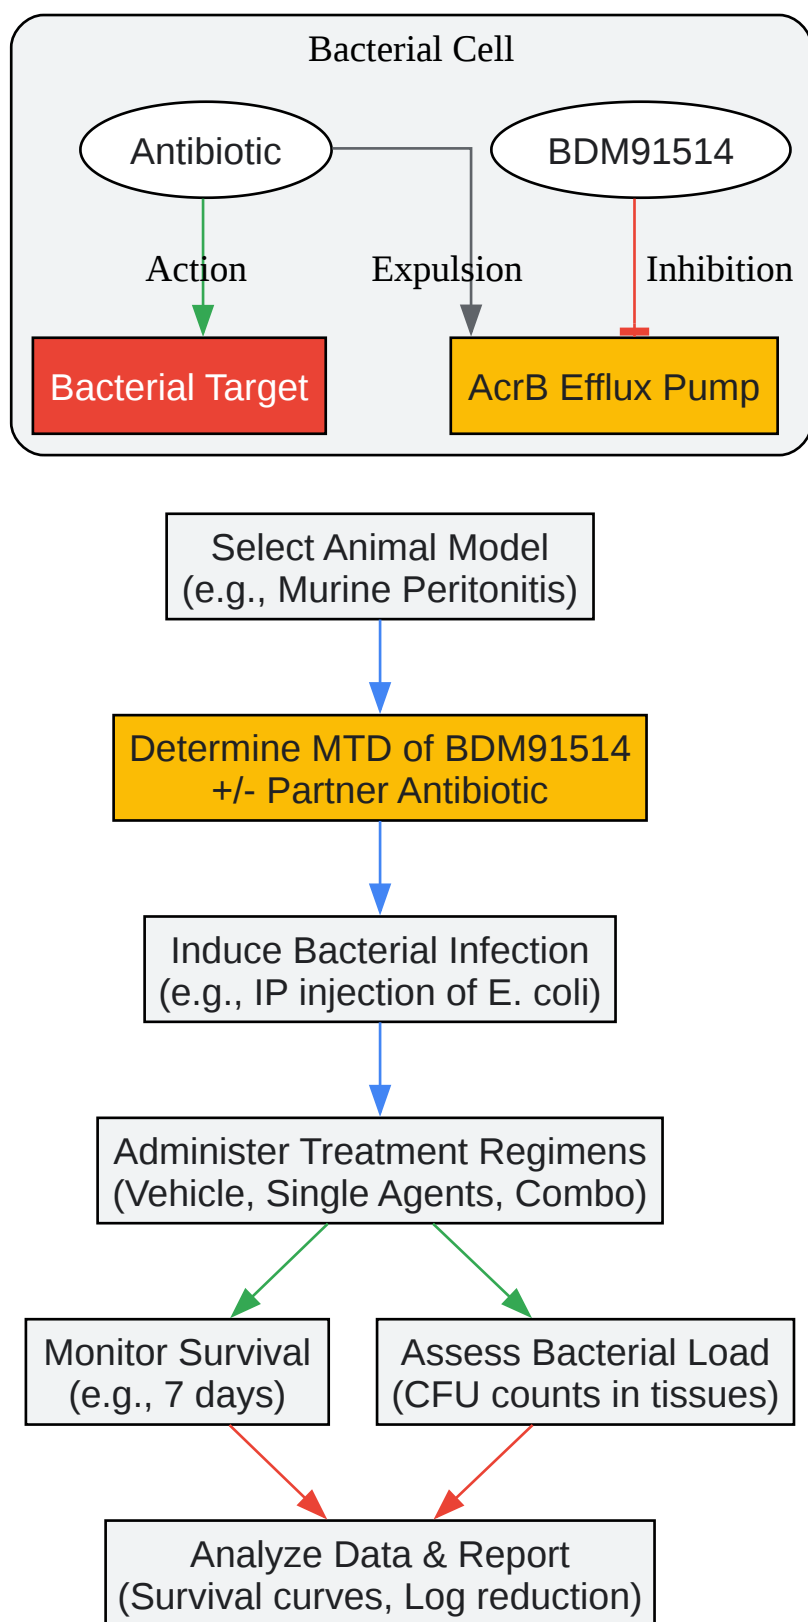 Bacterial Cell
Antibiotic
BDM91514
Action
Expulsion
Inhibition
Bacterial Target
AcrB Efflux Pump
Select Animal Model
(e.g., Murine Peritonitis)
Determine MTD of BDM91514
+/- Partner Antibiotic
Induce Bacterial Infection
(e.g., IP injection of E. coli)
Administer Treatment Regimens
(Vehicle, Single Agents, Combo)
Monitor Survival
(e.g., 7 days)
Assess Bacterial Load
(CFU counts in tissues)
Analyze Data & Report
(Survival curves, Log reduction)